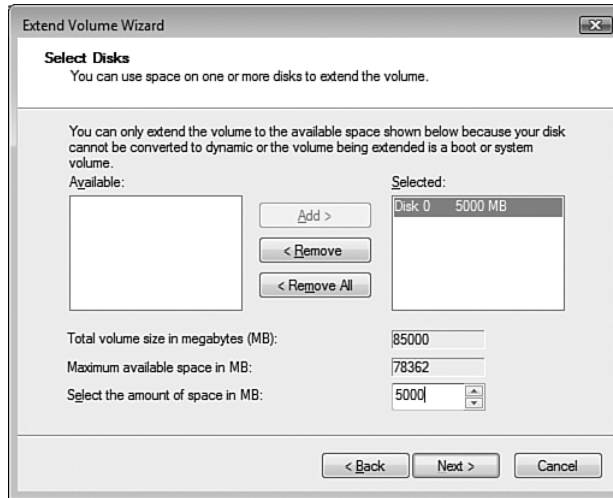 Extend Volume Wizard
Select Disks
You can use space on one or more disks to extend the volume.
You can only extend the volume to the available space shown below because your disk
cannot be converted to dynamic or the volume being extended is a boot or system
volume.
Available:
Selected:
Add >
Disk 0 5000 MB
< Remove
< Remove All
Total volume size in megabytes (MB): 85000
Maximum available space in MB: 78362
Select the amount of space in MB: 5000
< Back Next > Cancel